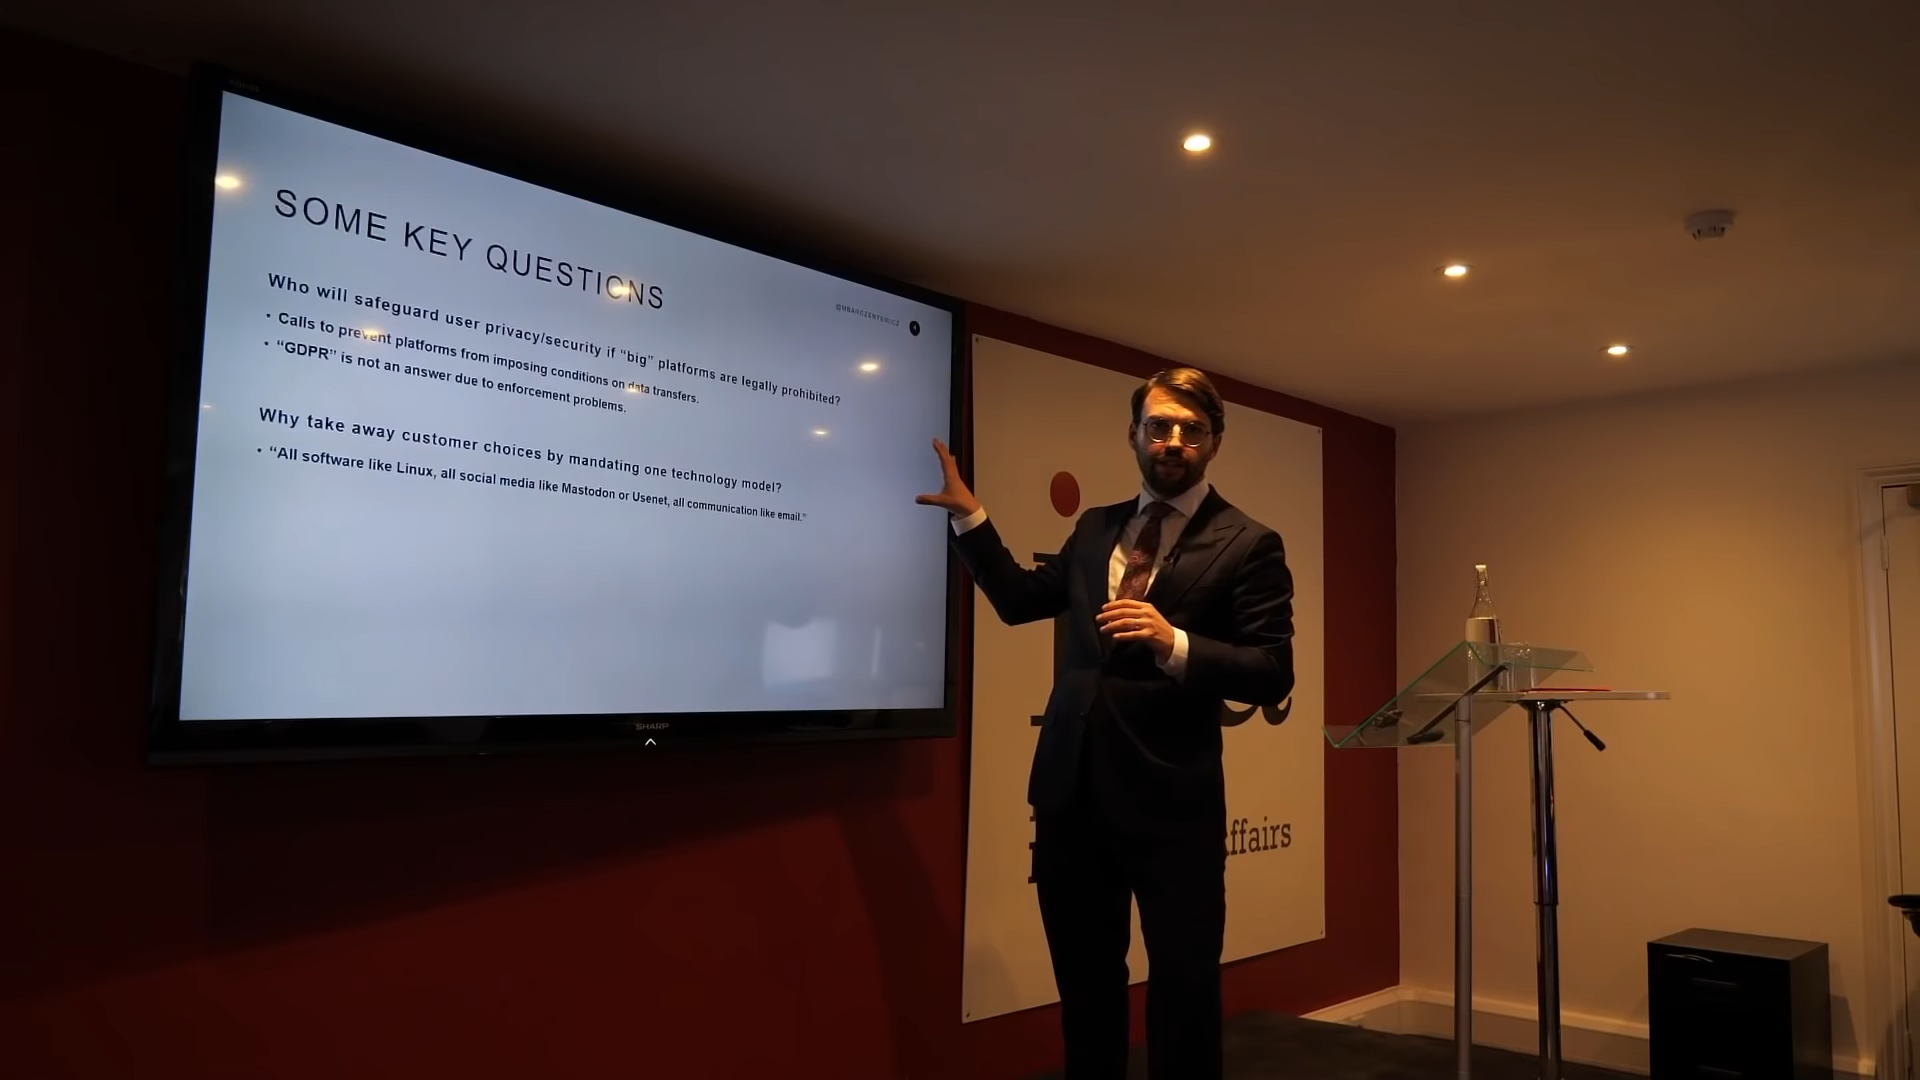 SOME KEY QUESTIONS
@MBARCZENTEWICZ
Who will safeguard user privacy/security if “big” platforms are legally prohibited?
• Calls to prevent platforms from imposing conditions on data transfers.
• “GDPR” is not an answer due to enforcement problems.
Why take away customer choices by mandating one technology model?
• “All software like Linux, all social media like Mastodon or Usenet, all communication like email.”
SHARP
ffairs